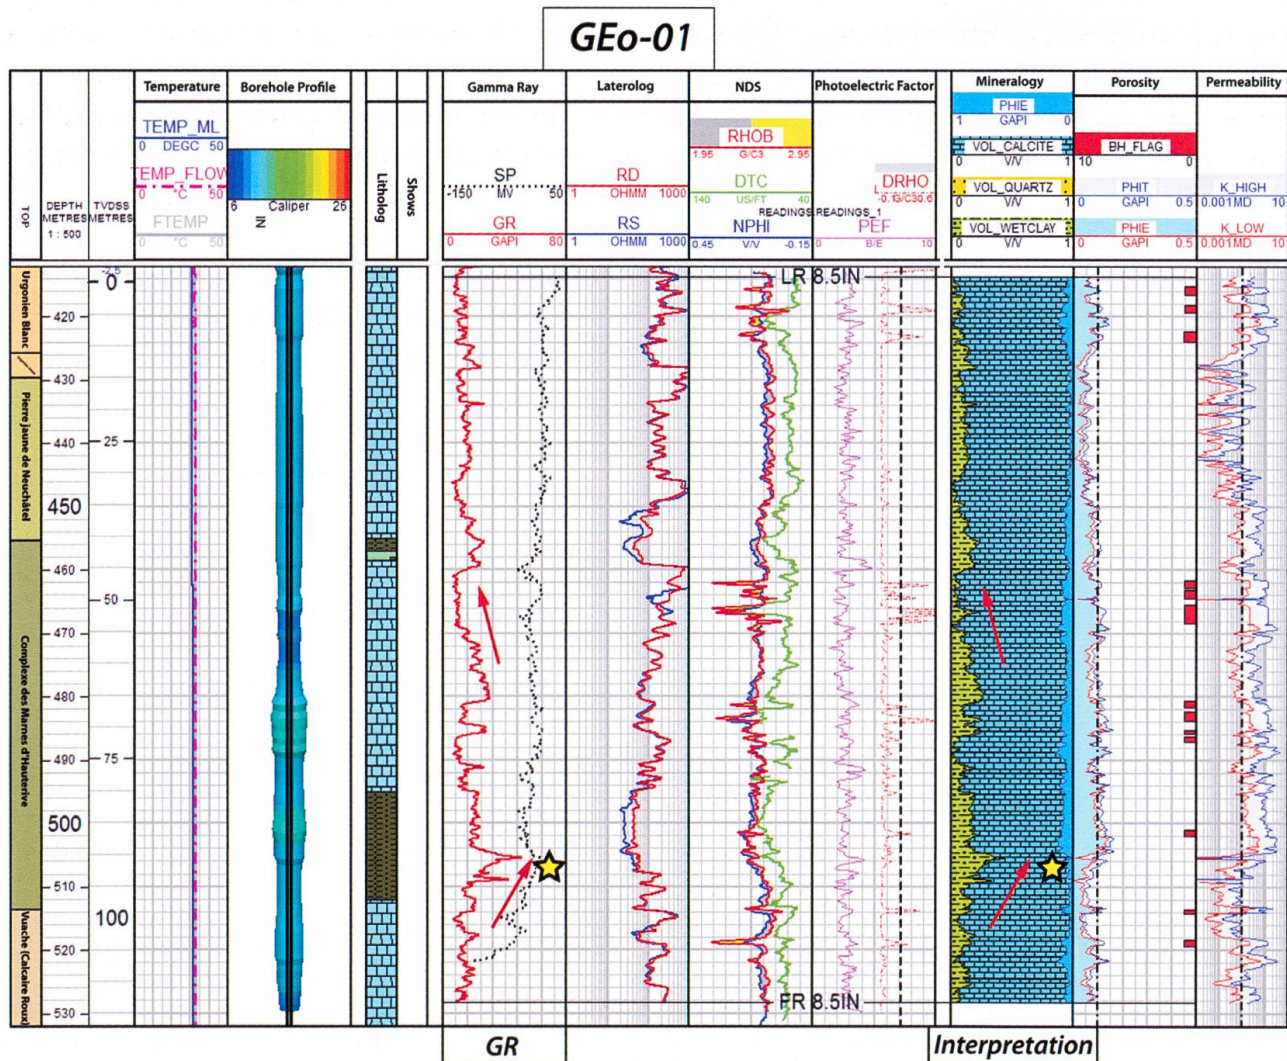 GEo-01
Temperature
Borehole Profile
Gamma Ray
Laterolog
NDS
Photoelectric Factor
Mineralogy
Porosity
Permeability
TOP
DEPTH
METRES
1 : 500
TVDSS
METRES
TEMP_ML
0 DEGC 50
TEMP_FLOW
0 °C 50
FTEMP
0 °C 50
6 Caliper 26
IN
Litholog
Shows
SP
-150 MV 50
GR
0 GAPI 80
RD
1 OHMM 1000
RS
1 OHMM 1000
RHOB
1.95 G/C3 2.95
DTC
140 US/FT 40
READINGS.READINGS_1
NPHI
0.45 V/V -0.15
DRHO
PEF
0 B/E 10
PHIE
1 GAPI 0
VOL_CALCITE
0 V/V 1
VOL_QUARTZ
0 V/V 1
VOL_WETCLAY
0 V/V 1
BH_FLAG
10 0
PHIT
0 GAPI 0.5
PHIE
0 GAPI 0.5
K_HIGH
0.001MD 10
K_LOW
0.001MD 10
LR 8.5IN
Urgonien Blanc
Pierre jaune de Neuchâtel
Complexe des Marnes d'Hauterive
Vuache (Calcaire Roux)
420
430
440
450
460
470
480
490
500
510
520
530
0
25
50
75
100
FR 8.5IN
GR
Interpretation